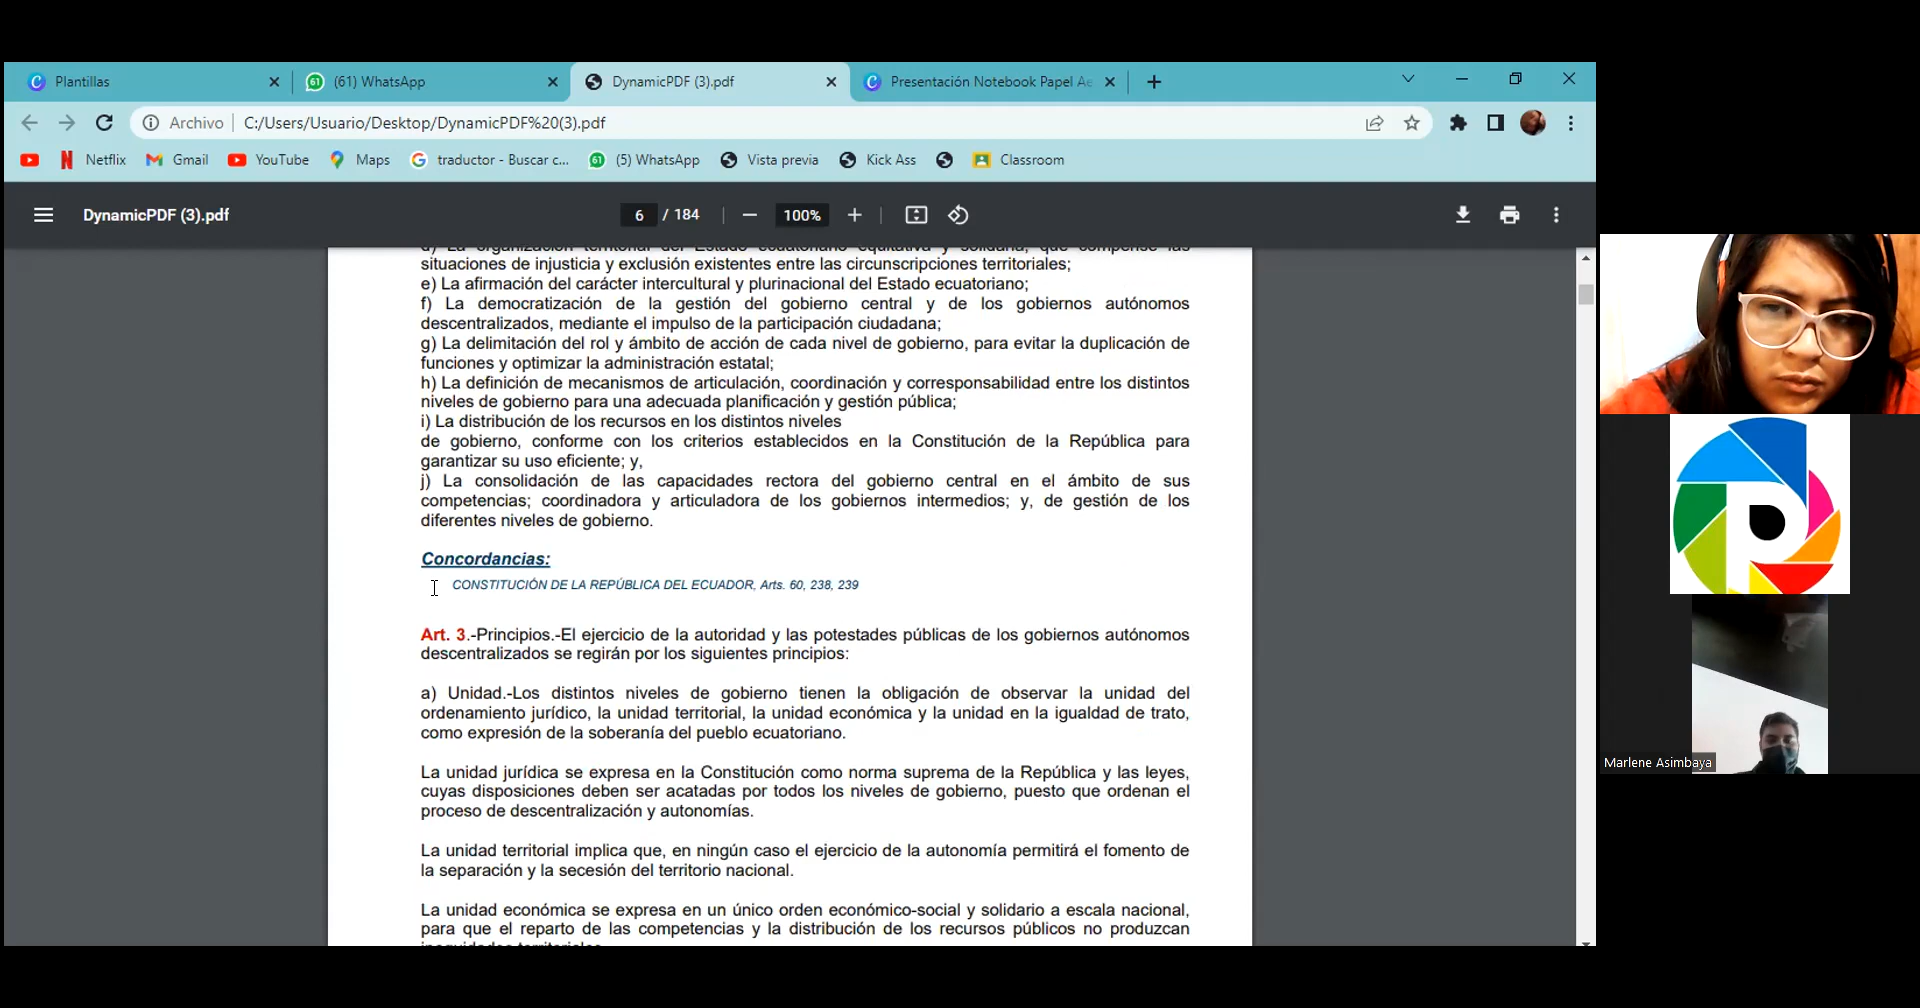 Plantillas
(61) WhatsApp
DynamicPDF (3).pdf
Presentación Notebook Papel Ae
Archivo
C:/Users/Usuario/Desktop/DynamicPDF%20(3).pdf
Netflix
Gmail
YouTube
Maps
traductor - Buscar c...
(5) WhatsApp
Vista previa
Kick Ass
Classroom
DynamicPDF (3).pdf
6 / 184
100%
d) La organización territorial del Estado ecuatoriano equitativa y solidaria, que compense las
situaciones de injusticia y exclusión existentes entre las circunscripciones territoriales;
e) La afirmación del carácter intercultural y plurinacional del Estado ecuatoriano;
f) La democratización de la gestión del gobierno central y de los gobiernos autónomos
descentralizados, mediante el impulso de la participación ciudadana;
g) La delimitación del rol y ámbito de acción de cada nivel de gobierno, para evitar la duplicación de
funciones y optimizar la administración estatal;
h) La definición de mecanismos de articulación, coordinación y corresponsabilidad entre los distintos
niveles de gobierno para una adecuada planificación y gestión pública;
i) La distribución de los recursos en los distintos niveles
de gobierno, conforme con los criterios establecidos en la Constitución de la República para
garantizar su uso eficiente; y,
j) La consolidación de las capacidades rectora del gobierno central en el ámbito de sus
competencias; coordinadora y articuladora de los gobiernos intermedios; y, de gestión de los
diferentes niveles de gobierno.
Concordancias:
CONSTITUCIÓN DE LA REPÚBLICA DEL ECUADOR, Arts. 60, 238, 239
Art. 3.-Principios.-El ejercicio de la autoridad y las potestades públicas de los gobiernos autónomos
descentralizados se regirán por los siguientes principios:
a) Unidad.-Los distintos niveles de gobierno tienen la obligación de observar la unidad del
ordenamiento jurídico, la unidad territorial, la unidad económica y la unidad en la igualdad de trato,
como expresión de la soberanía del pueblo ecuatoriano.
La unidad jurídica se expresa en la Constitución como norma suprema de la República y las leyes,
cuyas disposiciones deben ser acatadas por todos los niveles de gobierno, puesto que ordenan el
proceso de descentralización y autonomías.
La unidad territorial implica que, en ningún caso el ejercicio de la autonomía permitirá el fomento de
la separación y la secesión del territorio nacional.
La unidad económica se expresa en un único orden económico-social y solidario a escala nacional,
para que el reparto de las competencias y la distribución de los recursos públicos no produzcan
inequidades territoriales.
Marlene Asimbaya